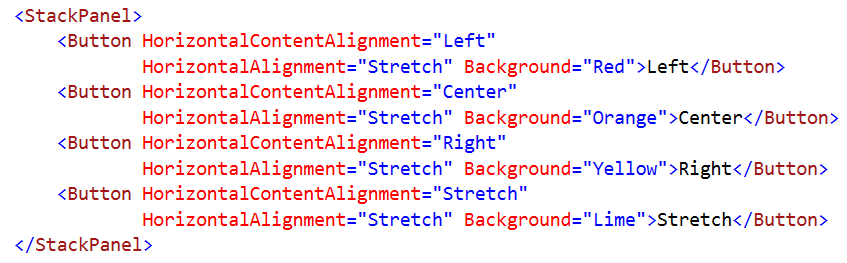 <StackPanel>
    <Button HorizontalContentAlignment="Left"
            HorizontalAlignment="Stretch" Background="Red">Left</Button>
    <Button HorizontalContentAlignment="Center"
            HorizontalAlignment="Stretch" Background="Orange">Center</Button>
    <Button HorizontalContentAlignment="Right"
            HorizontalAlignment="Stretch" Background="Yellow">Right</Button>
    <Button HorizontalContentAlignment="Stretch"
            HorizontalAlignment="Stretch" Background="Lime">Stretch</Button>
</StackPanel>